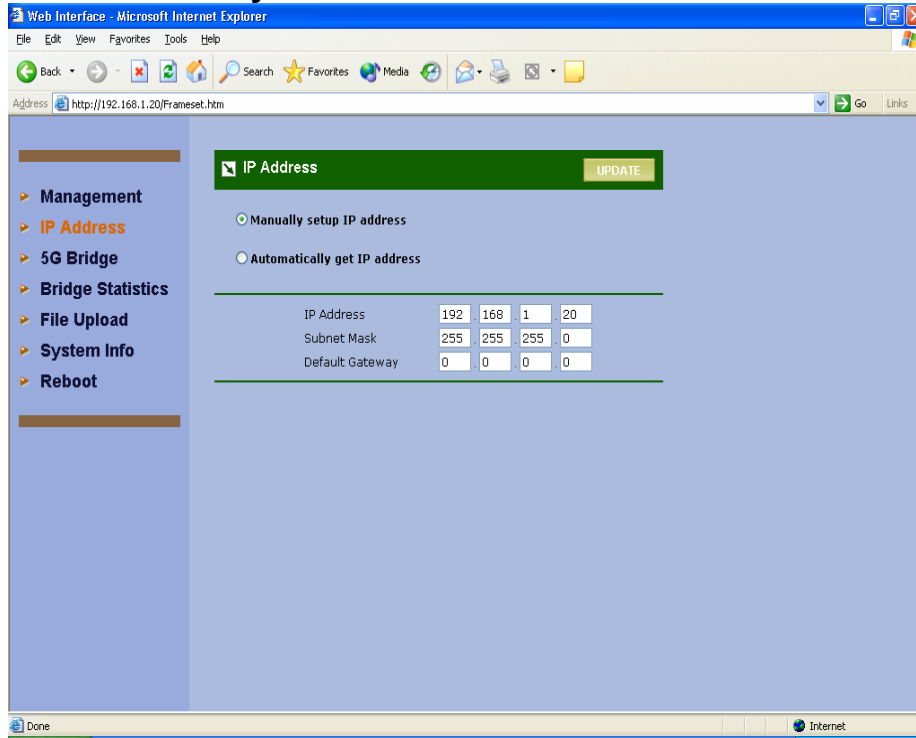 Web Interface - Microsoft Internet Explorer
File Edit View Favorites Tools Help
Back Search Favorites Media
Address http://192.168.1.20/Frameset.htm Go Links
IP Address UPDATE
Management
IP Address
5G Bridge
Bridge Statistics
File Upload
System Info
Reboot
Manually setup IP address
Automatically get IP address
IP Address 192 . 168 . 1 . 20
Subnet Mask 255 . 255 . 255 . 0
Default Gateway 0 . 0 . 0 . 0
Done Internet